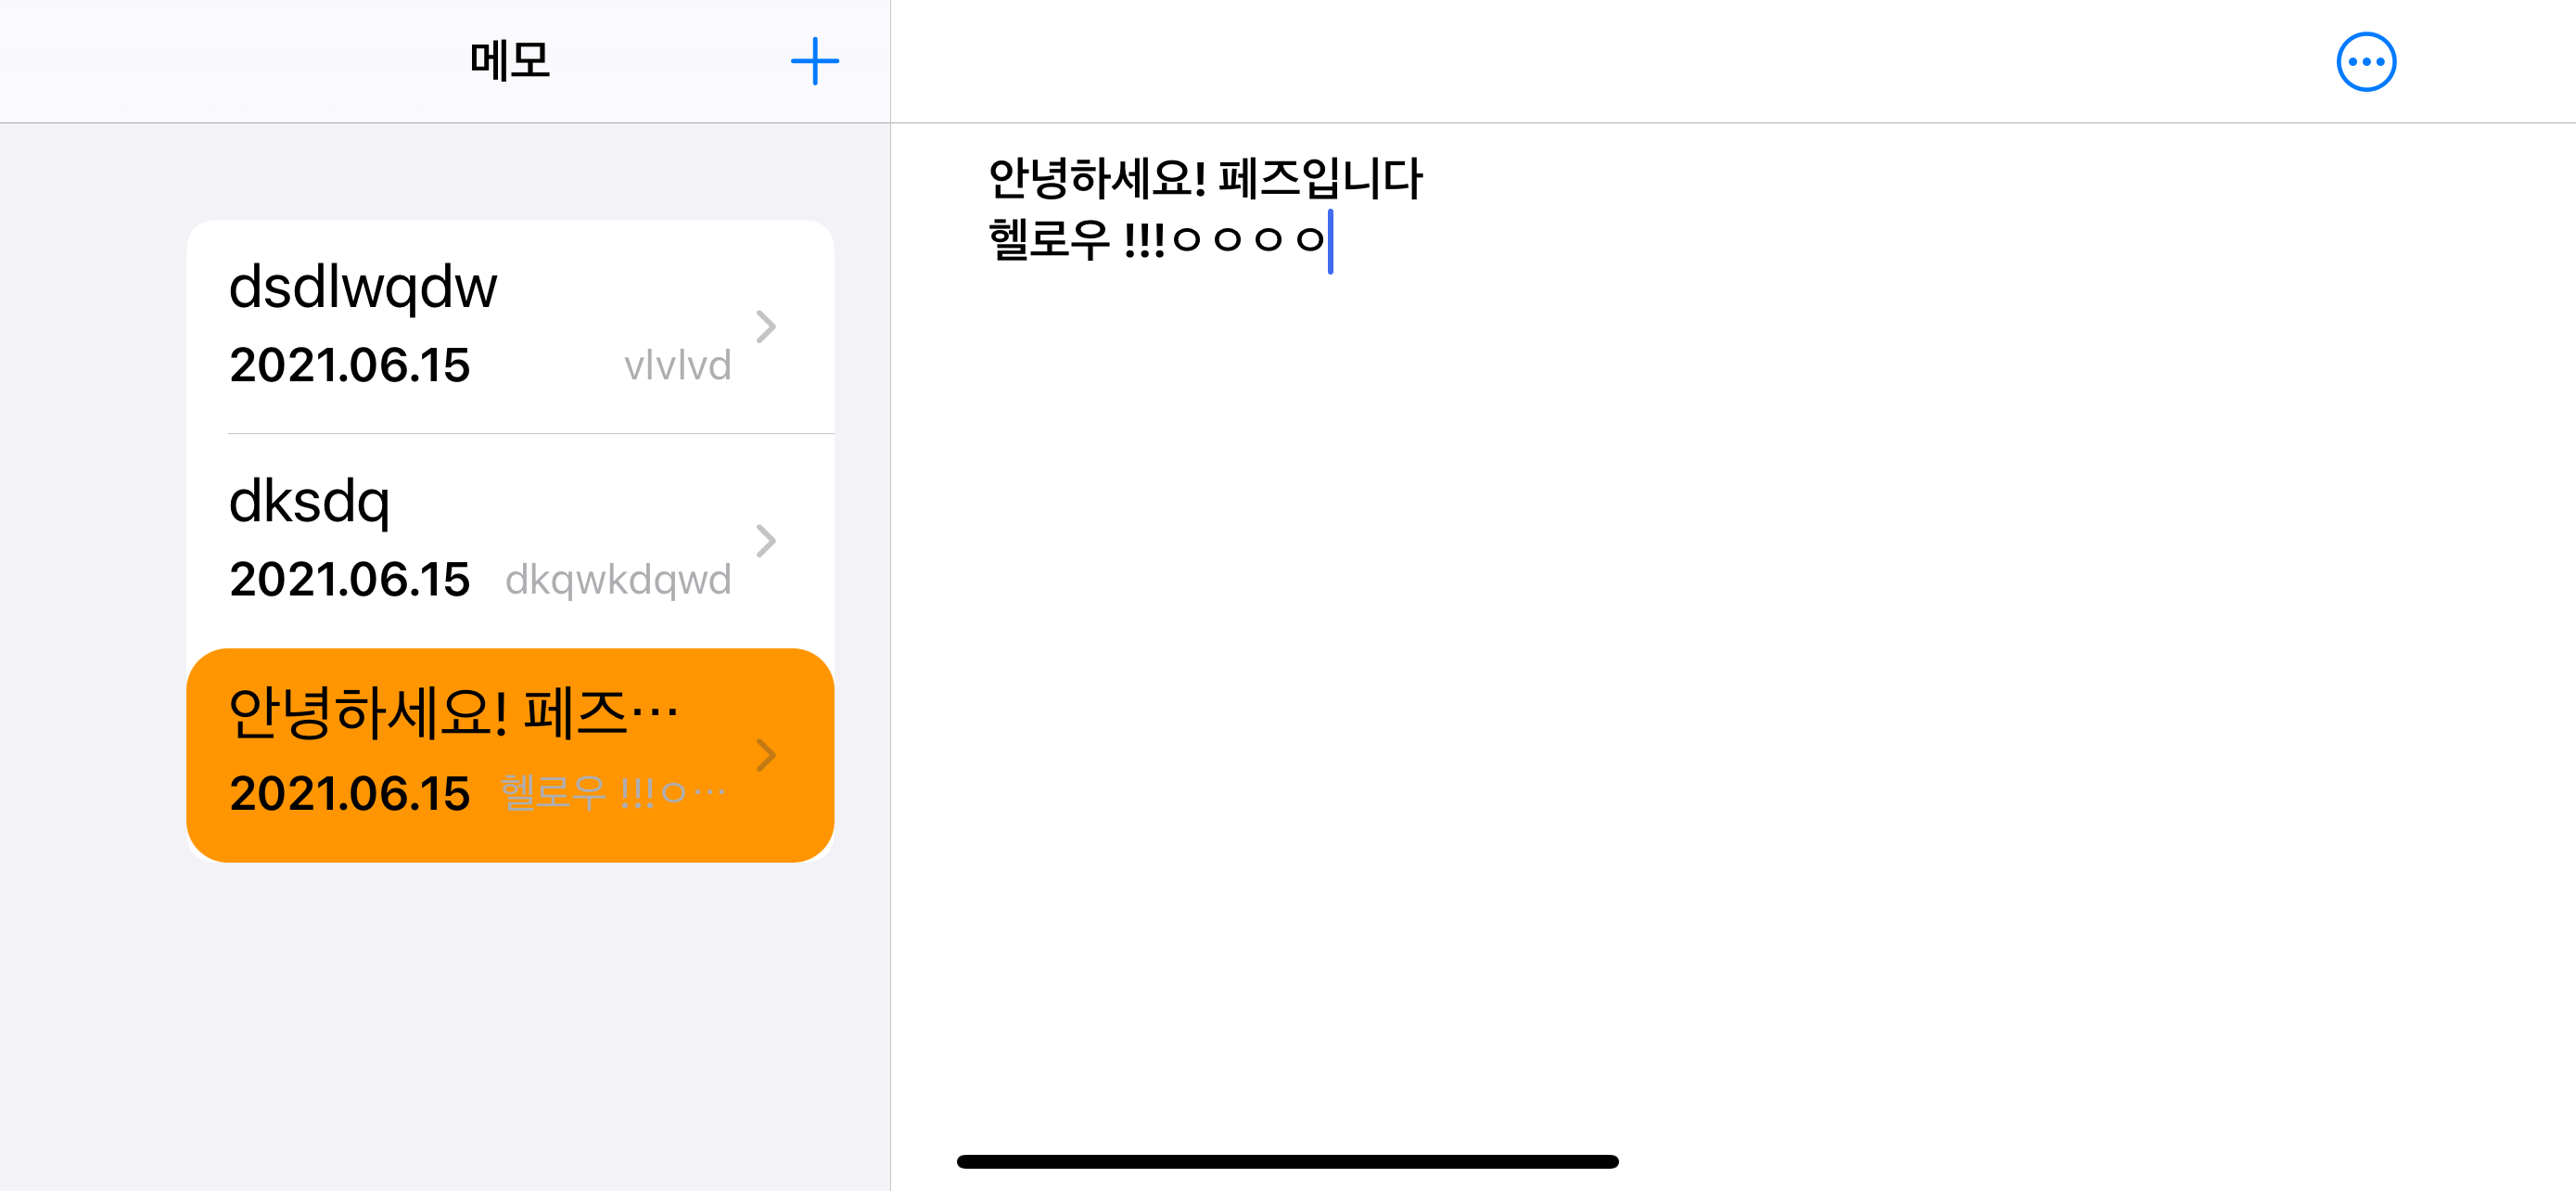 메모
dsdlwqdw
2021.06.15 vlvlvd
dksdq
2021.06.15 dkqwkdqwd
안녕하세요! 페즈…
2021.06.15 헬로우 !!!ㅇ…
안녕하세요! 페즈입니다
헬로우 !!!ㅇㅇㅇㅇ